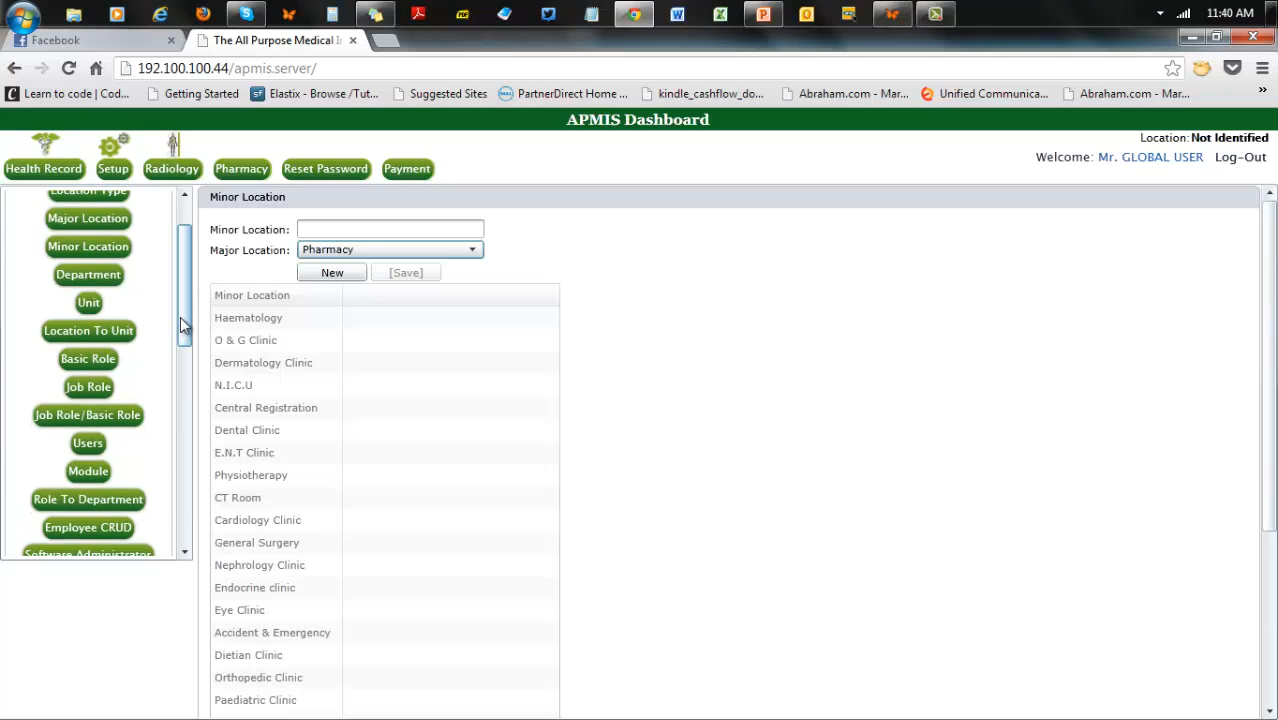 11:40 AM
Facebook
The All Purpose Medical I
192.100.100.44/apmis.server/
Learn to code | Cod...
Getting Started
Elastix - Browse /Tut...
Suggested Sites
PartnerDirect Home ...
kindle_cashflow_do...
Abraham.com - Mar...
Unified Communica...
Abraham.com - Mar...
APMIS Dashboard
Location: Not Identified
Welcome: Mr. GLOBAL USER Log-Out
Health Record
Setup
Radiology
Pharmacy
Reset Password
Payment
Location Type
Major Location
Minor Location
Department
Unit
Location To Unit
Basic Role
Job Role
Job Role/Basic Role
Users
Module
Role To Department
Employee CRUD
Software Administrator
Minor Location
Minor Location:
Major Location: Pharmacy
New [Save]
Minor Location
Haematology
O & G Clinic
Dermatology Clinic
N.I.C.U
Central Registration
Dental Clinic
E.N.T Clinic
Physiotherapy
CT Room
Cardiology Clinic
General Surgery
Nephrology Clinic
Endocrine clinic
Eye Clinic
Accident & Emergency
Dietian Clinic
Orthopedic Clinic
Paediatric Clinic